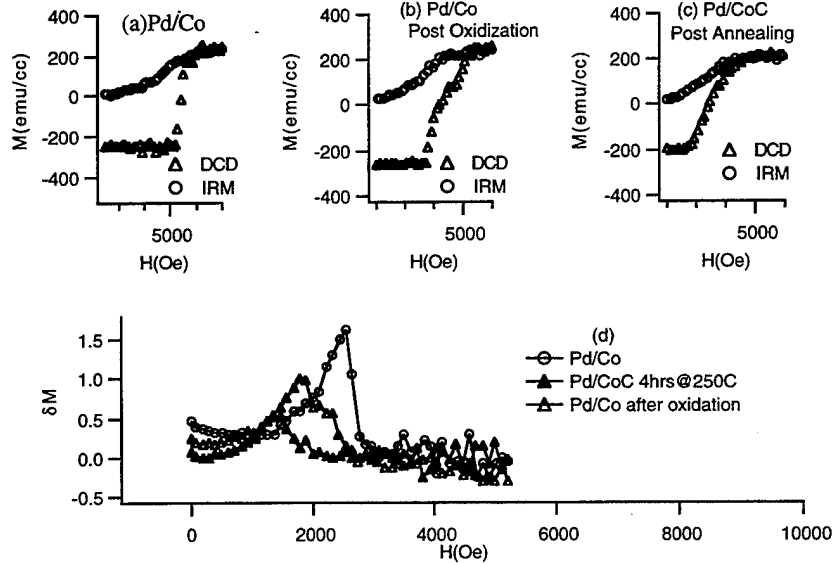 (a)Pd/Co
400
200
0
-200
-400
M(emu/cc)
DCD
IRM
5000
H(Oe)
(b) Pd/Co
Post Oxidization
400
200
0
-200
-400
M(emu/cc)
DCD
IRM
5000
H(Oe)
(c) Pd/CoC
Post Annealing
400
200
0
-200
-400
M(emu/cc)
DCD
IRM
5000
H(Oe)
(d)
Pd/Co
Pd/CoC 4hrs@250C
Pd/Co after oxidation
1.5
1.0
0.5
0.0
-0.5
δM
0 2000 4000 6000 8000 10000
H(Oe)